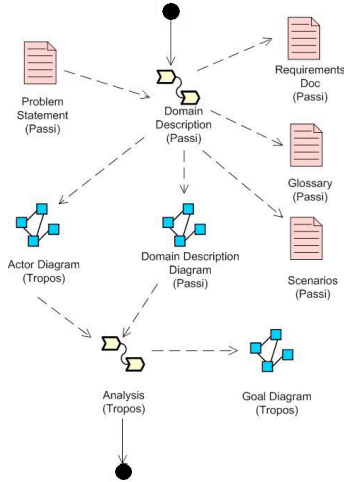 Requirements
Doc
(Passi)
Problem
Statement
(Passi)
Domain
Description
(Passi)
Glossary
(Passi)
Actor Diagram
(Tropos)
Domain Description
Diagram
(Passi)
Scenarios
(Passi)
Analysis
(Tropos)
Goal Diagram
(Tropos)